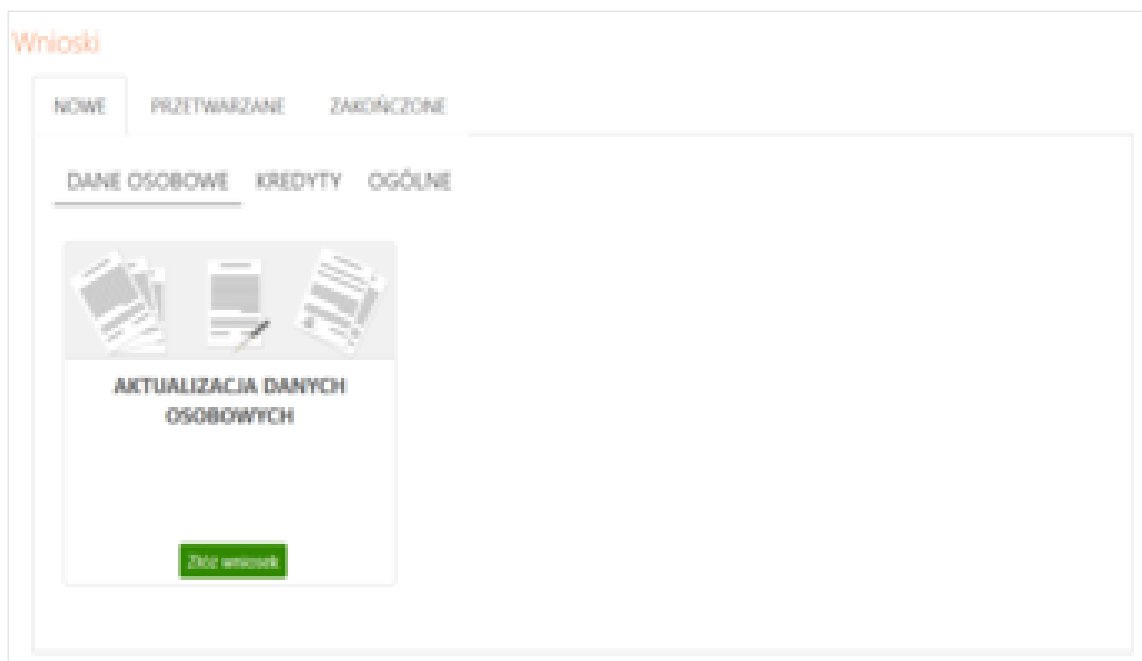 Wnioski
NOWE PRZETWARZANE ZAKOŃCZONE
DANE OSOBOWE KREDYTY OGÓLNE
AKTUALIZACJA DANYCH
OSOBOWYCH
Złóż wniosek